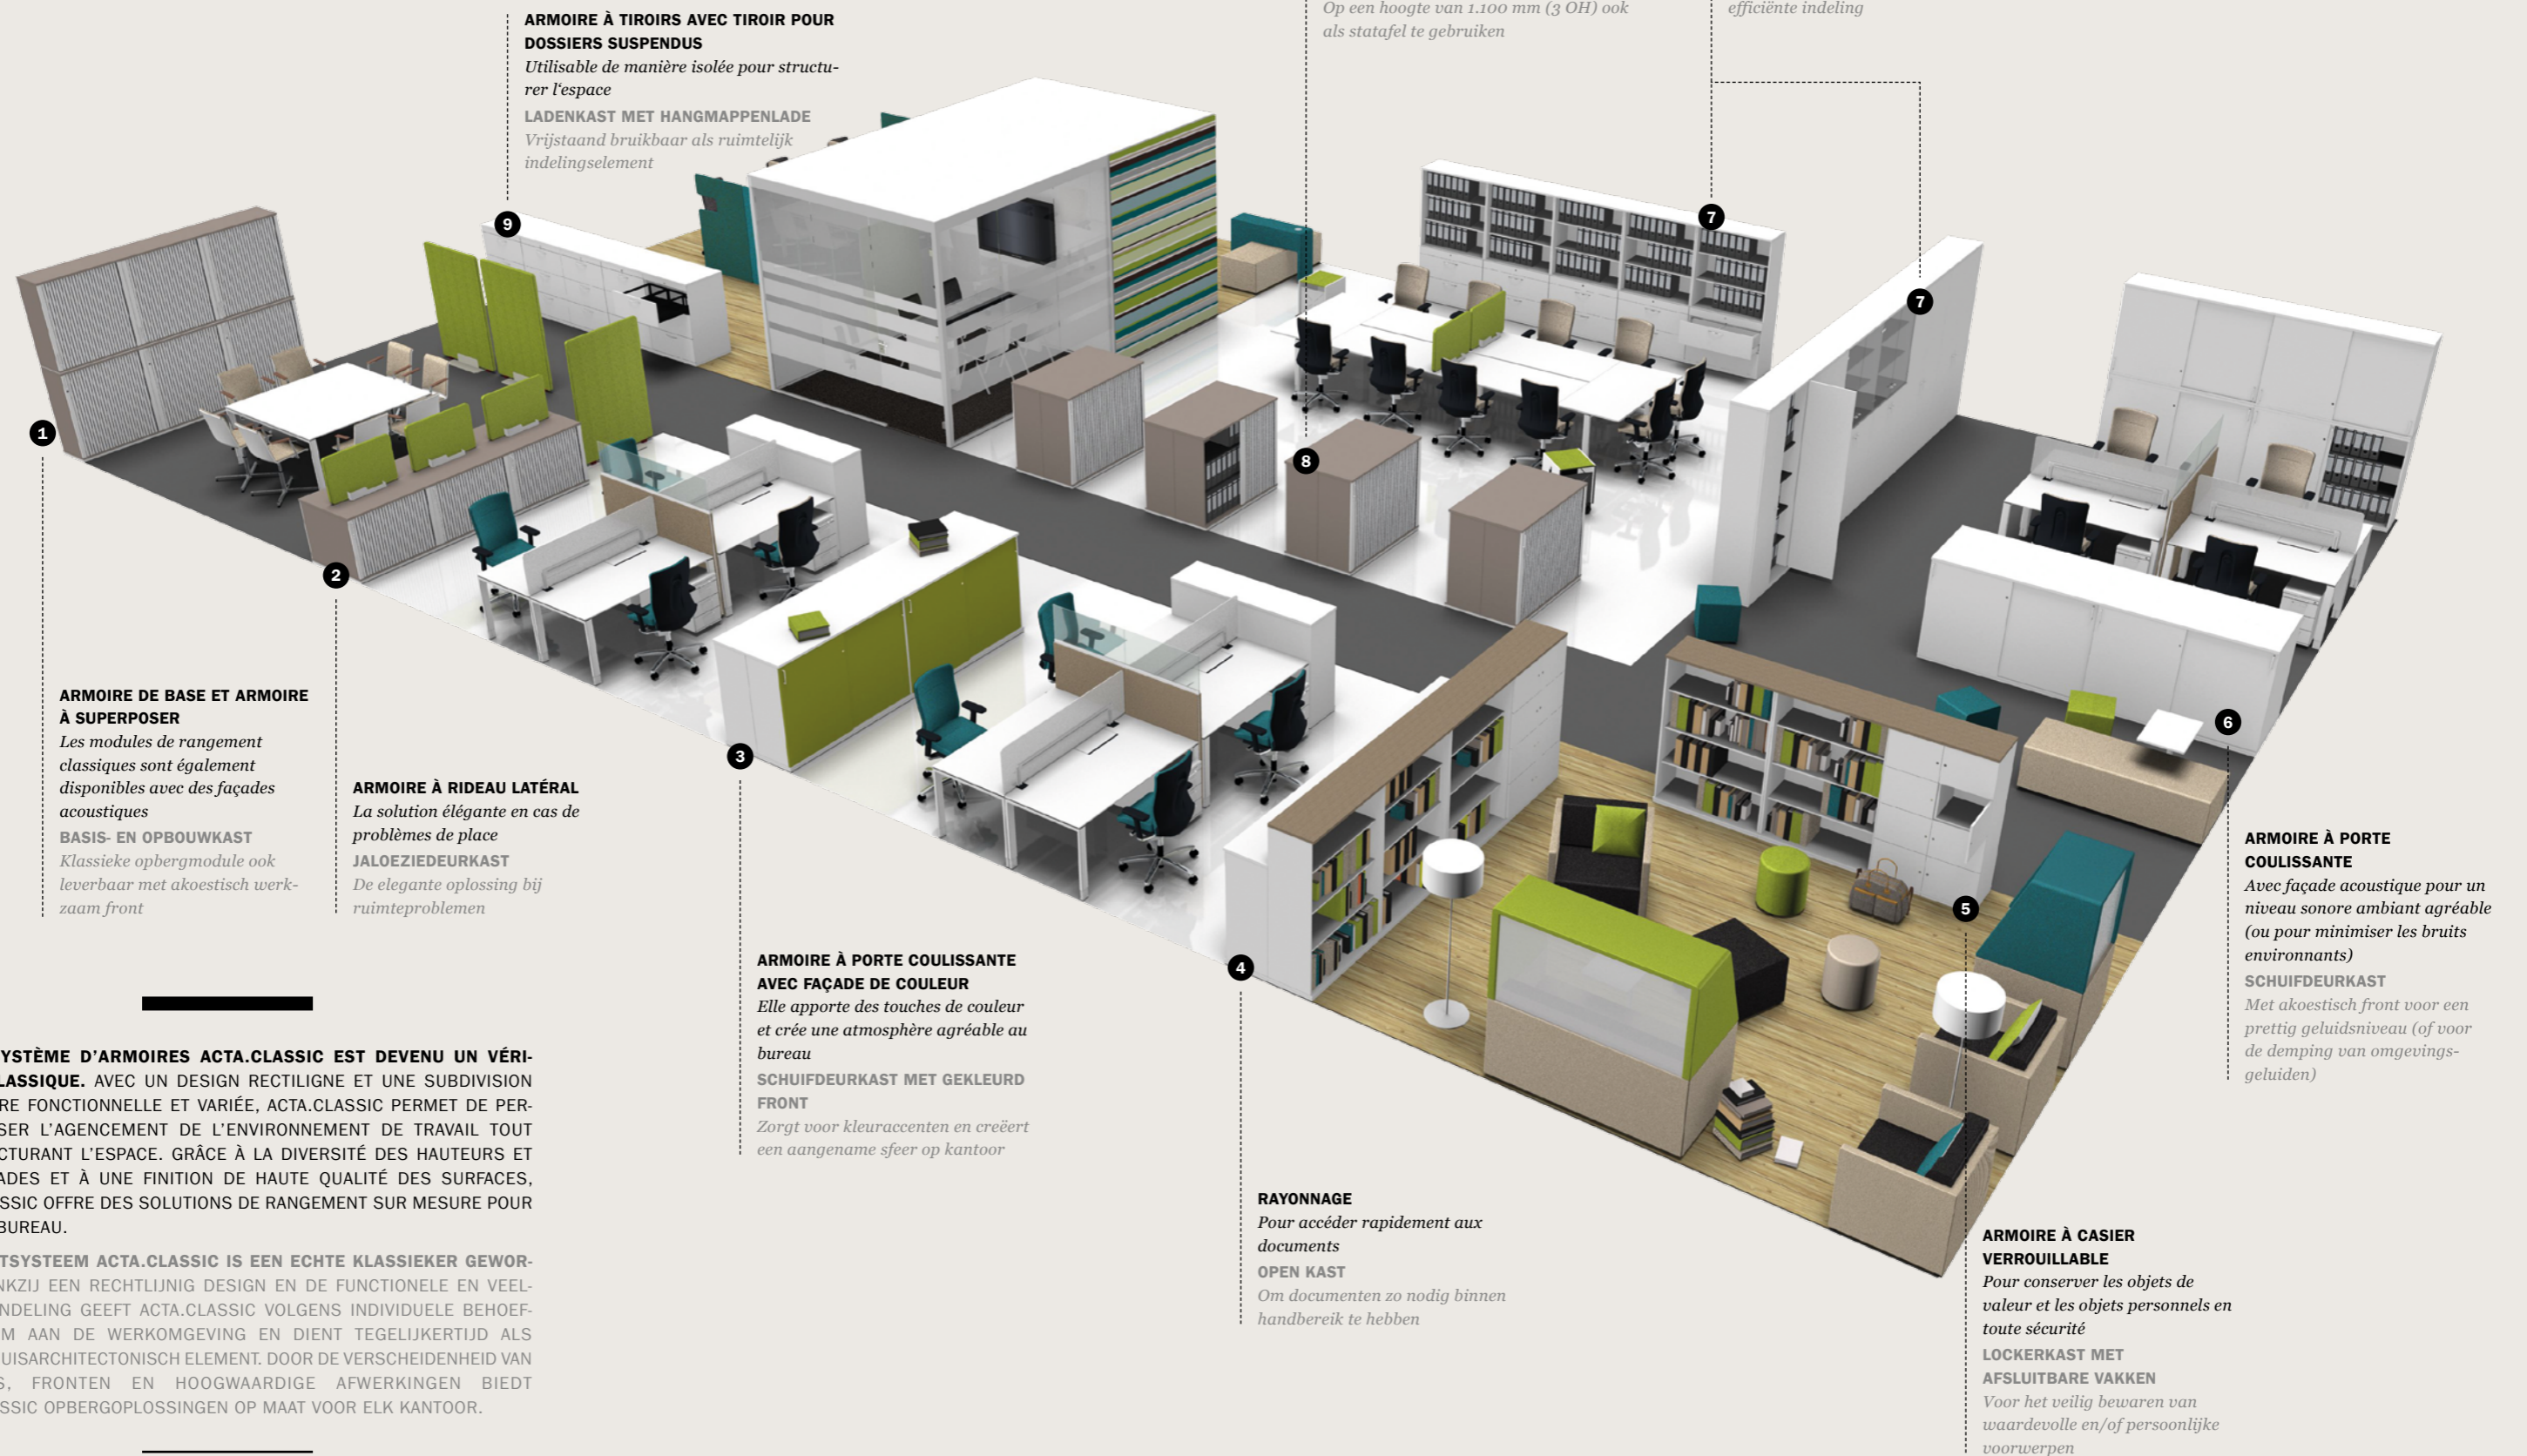 ARMOIRE À TIROIRS AVEC TIROIR POUR
DOSSIERS SUSPENDUS
Utilisable de manière isolée pour structu-
rer l‘espace
LADENKAST MET HANGMAPPENLADE
Vrijstaand bruikbaar als ruimtelijk
indelingselement
Op een hoogte van 1.100 mm (3 OH) ook
als statafel te gebruiken
efficiënte indeling
9
7
7
1
8
2
3
6
5
4
ARMOIRE DE BASE ET ARMOIRE
À SUPERPOSER
Les modules de rangement
classiques sont également
disponibles avec des façades
acoustiques
BASIS- EN OPBOUWKAST
Klassieke opbergmodule ook
leverbaar met akoestisch werk-
zaam front
ARMOIRE À RIDEAU LATÉRAL
La solution élégante en cas de
problèmes de place
JALOEZIEDEURKAST
De elegante oplossing bij
ruimteproblemen
ARMOIRE À PORTE COULISSANTE
AVEC FAÇADE DE COULEUR
Elle apporte des touches de couleur
et crée une atmosphère agréable au
bureau
SCHUIFDEURKAST MET GEKLEURD
FRONT
Zorgt voor kleuraccenten en creëert
een aangename sfeer op kantoor
RAYONNAGE
Pour accéder rapidement aux
documents
OPEN KAST
Om documenten zo nodig binnen
handbereik te hebben
ARMOIRE À CASIER
VERROUILLABLE
Pour conserver les objets de
valeur et les objets personnels en
toute sécurité
LOCKERKAST MET
AFSLUITBARE VAKKEN
Voor het veilig bewaren van
waardevolle en/of persoonlijke
voorwerpen
ARMOIRE À PORTE
COULISSANTE
Avec façade acoustique pour un
niveau sonore ambiant agréable
(ou pour minimiser les bruits
environnants)
SCHUIFDEURKAST
Met akoestisch front voor een
prettig geluidsniveau (of voor
de demping van omgevings-
geluiden)
YSTÈME D’ARMOIRES ACTA.CLASSIC EST DEVENU UN VÉRI-
LASSIQUE. AVEC UN DESIGN RECTILIGNE ET UNE SUBDIVISION
RE FONCTIONNELLE ET VARIÉE, ACTA.CLASSIC PERMET DE PER-
SER L’AGENCEMENT DE L’ENVIRONNEMENT DE TRAVAIL TOUT
CTURANT L’ESPACE. GRÂCE À LA DIVERSITÉ DES HAUTEURS ET
ADES ET À UNE FINITION DE HAUTE QUALITÉ DES SURFACES,
SSIC OFFRE DES SOLUTIONS DE RANGEMENT SUR MESURE POUR
BUREAU.
TSYSTEEM ACTA.CLASSIC IS EEN ECHTE KLASSIEKER GEWOR-
NKZIJ EEN RECHTLIJNIG DESIGN EN DE FUNCTIONELE EN VEEL-
NDELING GEEFT ACTA.CLASSIC VOLGENS INDIVIDUELE BEHOEF-
M AAN DE WERKOMGEVING EN DIENT TEGELIJKERTIJD ALS
UISARCHITECTONISCH ELEMENT. DOOR DE VERSCHEIDENHEID VAN
S, FRONTEN EN HOOGWAARDIGE AFWERKINGEN BIEDT
SSIC OPBERGOPLOSSINGEN OP MAAT VOOR ELK KANTOOR.